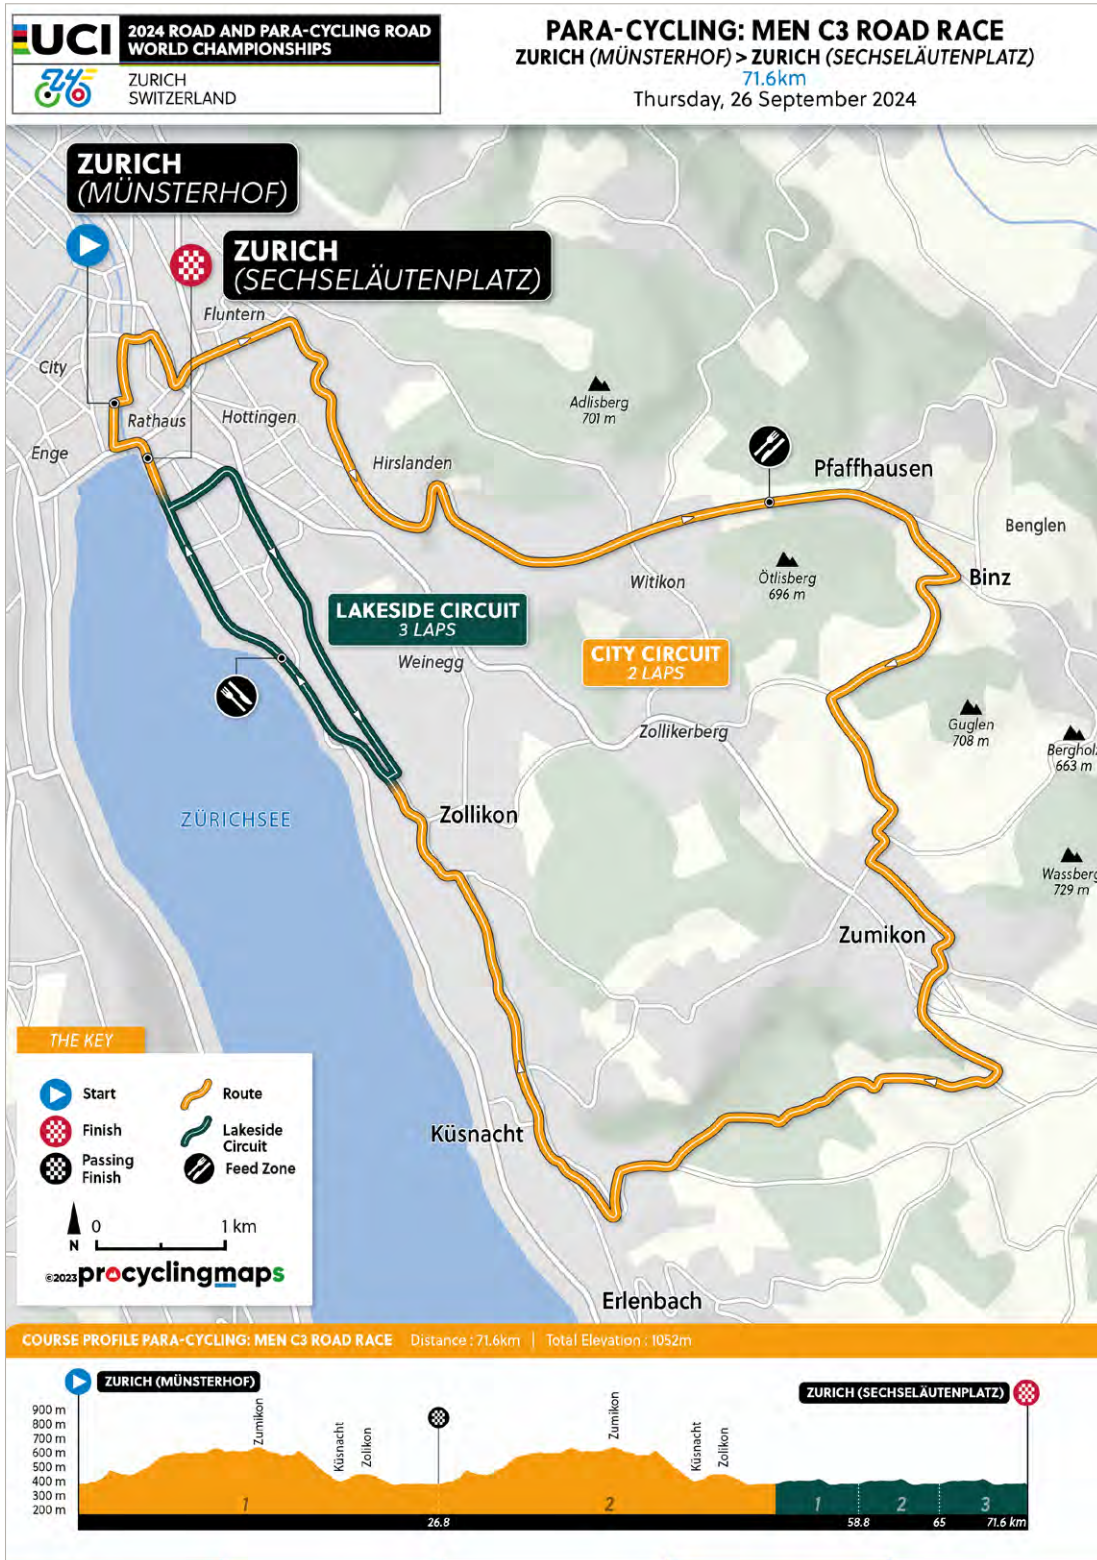 UCI
2024 ROAD AND PARA-CYCLING ROAD
WORLD CHAMPIONSHIPS
ZURICH
SWITZERLAND
PARA-CYCLING: MEN C3 ROAD RACE
ZURICH (MÜNSTERHOF) > ZURICH (SECHSELÄUTENPLATZ)
71.6km
Thursday, 26 September 2024
ZURICH
(MÜNSTERHOF)
ZURICH
(SECHSELÄUTENPLATZ)
Fluntern
City
Adlisberg
701 m
Rathaus
Hottingen
Enge
Hirslanden
Pfaffhausen
Benglen
Witikon
Ötlisberg
696 m
Binz
LAKESIDE CIRCUIT
3 LAPS
CITY CIRCUIT
2 LAPS
Weinegg
Zollikerberg
Guglen
708 m
Bergholz
663 m
ZÜRICHSEE
Zollikon
Wassberg
729 m
Zumikon
Küsnacht
Erlenbach
THE KEY
Start
Route
Finish
Lakeside
Circuit
Passing
Finish
Feed Zone
N
0
1 km
©2023 procyclingmaps
COURSE PROFILE PARA-CYCLING: MEN C3 ROAD RACE Distance : 71.6km | Total Elevation : 1052m
ZURICH (MÜNSTERHOF)
ZURICH (SECHSELÄUTENPLATZ)
900 m
800 m
700 m
600 m
500 m
400 m
300 m
200 m
Zumikon
Küsnacht
Zolikon
Zumikon
Küsnacht
Zolikon
1
2
1
2
3
26.8
58.8
65
71.6 km